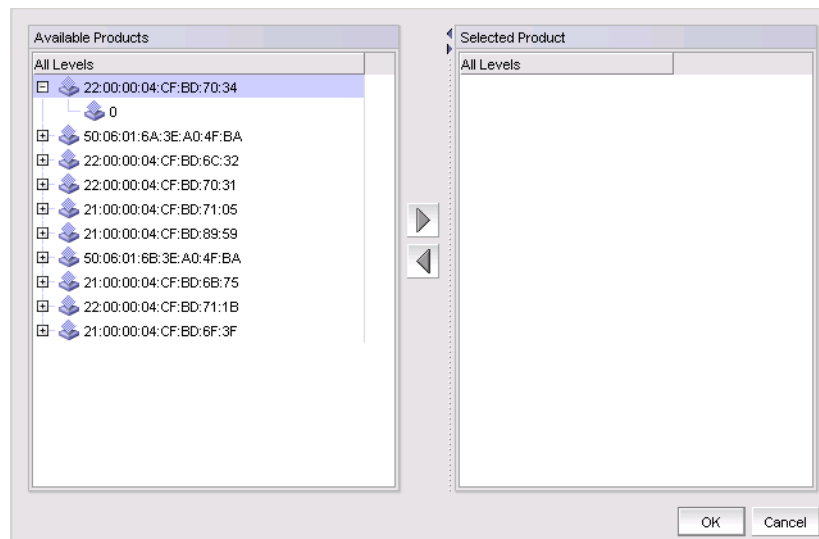 Available Products
All Levels
22:00:00:04:CF:BD:70:34
0
50:06:01:6A:3E:A0:4F:BA
22:00:00:04:CF:BD:6C:32
22:00:00:04:CF:BD:70:31
21:00:00:04:CF:BD:71:05
21:00:00:04:CF:BD:89:59
50:06:01:6B:3E:A0:4F:BA
21:00:00:04:CF:BD:6B:75
22:00:00:04:CF:BD:71:1B
21:00:00:04:CF:BD:6F:3F
Selected Product
All Levels
OK
Cancel